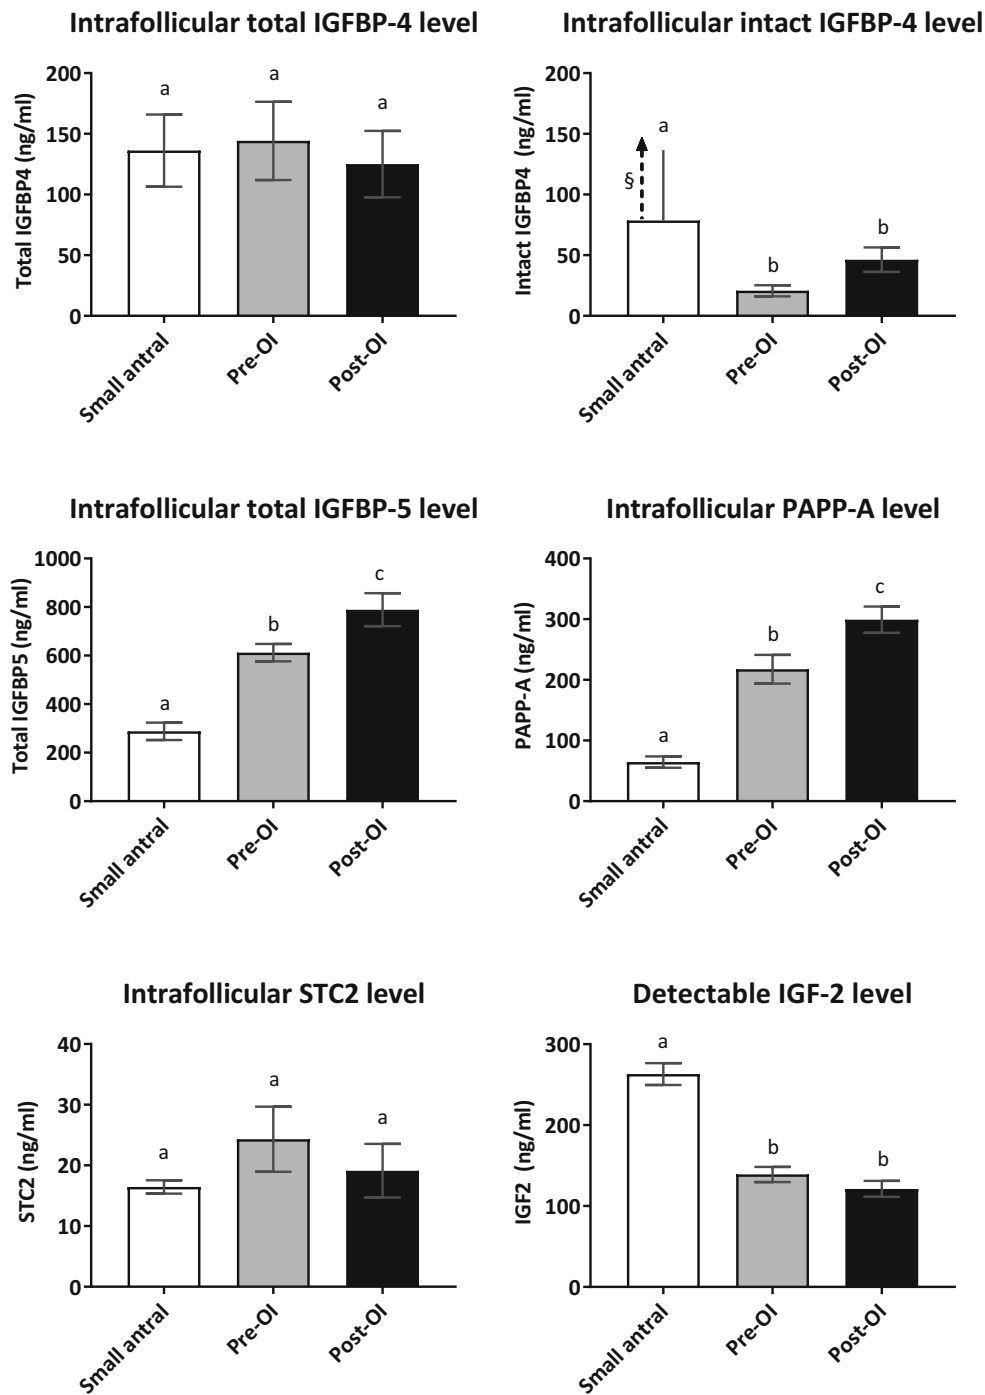 Intrafollicular total IGFBP-4 level
Total IGFBP4 (ng/ml)
200
150
100
50
0
a
a
a
Small antral
Pre-OI
Post-OI
Intrafollicular intact IGFBP-4 level
Intact IGFBP4 (ng/ml)
200
150
100
50
0
§
a
b
b
Small antral
Pre-OI
Post-OI
Intrafollicular total IGFBP-5 level
Total IGFBP5 (ng/ml)
1000
800
600
400
200
0
a
b
c
Small antral
Pre-OI
Post-OI
Intrafollicular PAPP-A level
PAPP-A (ng/ml)
400
300
200
100
0
a
b
c
Small antral
Pre-OI
Post-OI
Intrafollicular STC2 level
STC2 (ng/ml)
40
30
20
10
0
a
a
a
Small antral
Pre-OI
Post-OI
Detectable IGF-2 level
IGF2 (ng/ml)
300
200
100
0
a
b
b
Small antral
Pre-OI
Post-OI